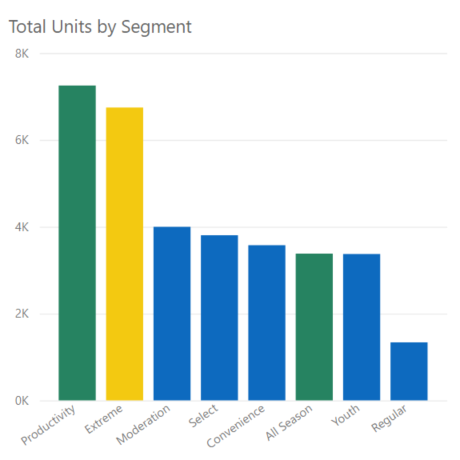 Total Units by Segment
8K
6K
4K
2K
0K
Productivity
Extreme
Moderation
Select
Convenience
All Season
Youth
Regular